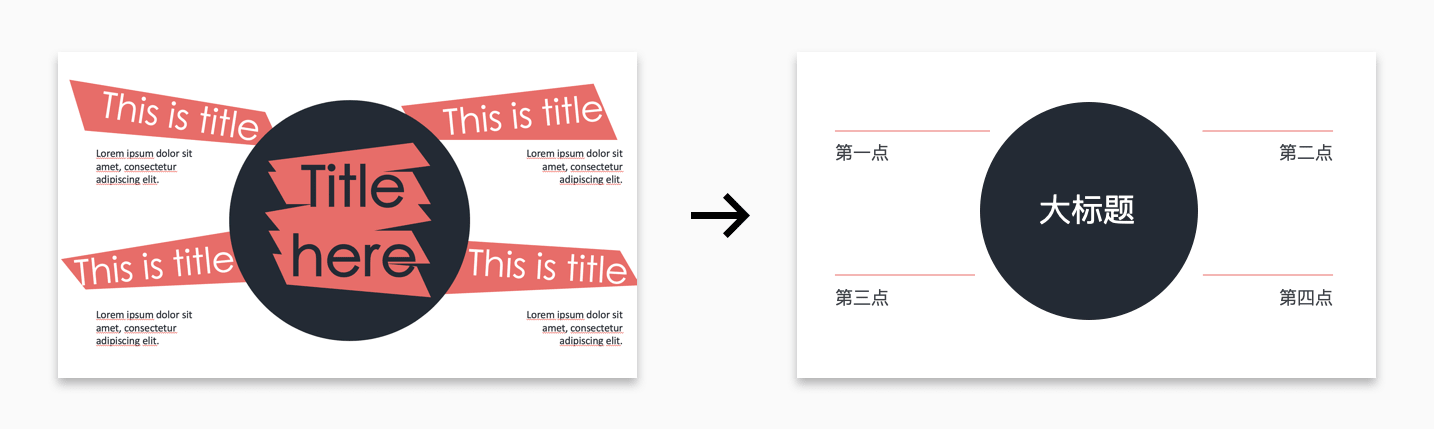 This is title
This is title
Lorem ipsum dolor sit
amet, consectetur
adipiscing elit.
Lorem ipsum dolor sit
amet, consectetur
adipiscing elit.
Title
here
This is title
This is title
Lorem ipsum dolor sit
amet, consectetur
adipiscing elit.
Lorem ipsum dolor sit
amet, consectetur
adipiscing elit.
第一点
第二点
大标题
第三点
第四点